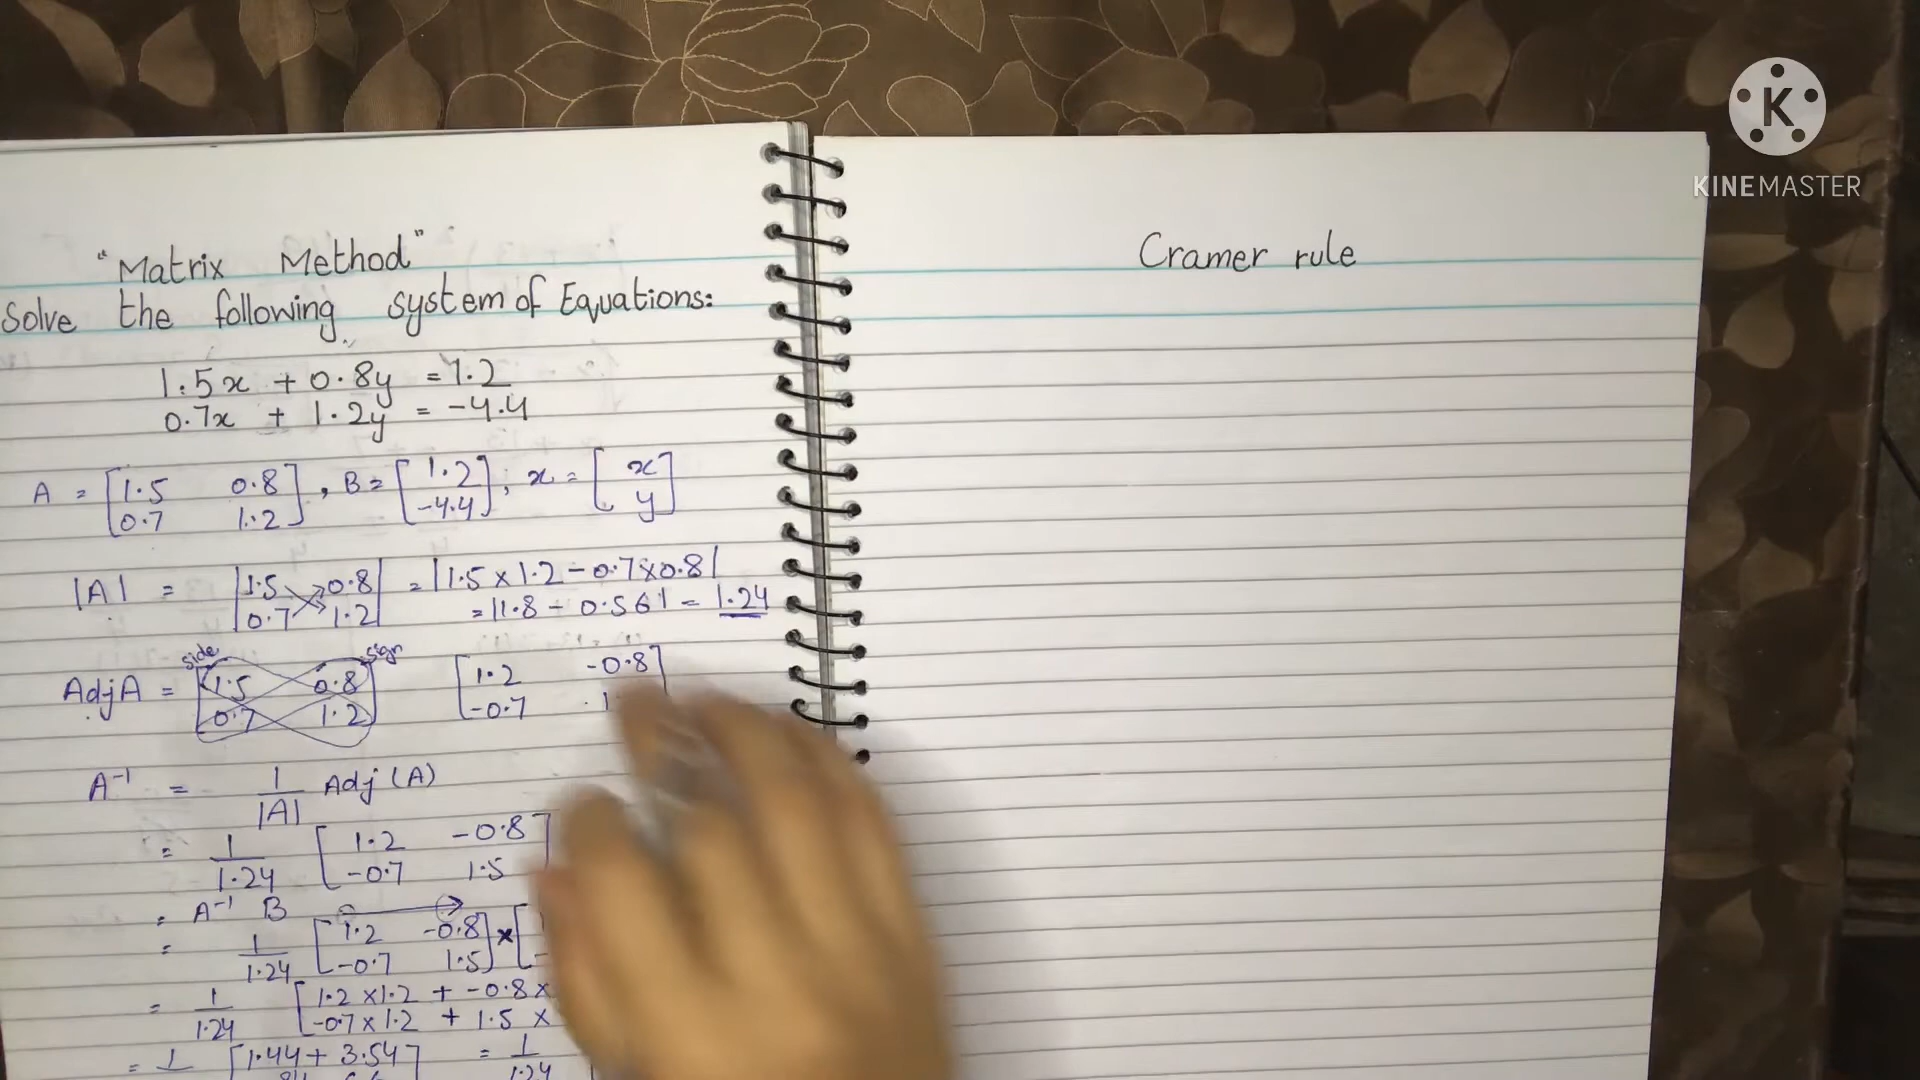 "Matrix Method"
Solve the following system of Equations:
1.5x + 0.8y = 1.2
0.7x + 1.2y = -4.4
A = [1.5 0.8
0.7 1.2], B = [1.2
-4.4]; x = [x
y]
|A| = |1.5 0.8
0.7 1.2| = |1.5 × 1.2 - 0.7 × 0.8|
= |1.8 - 0.56| = 1.24
side sign
AdjA = [1.5 0.8
0.7 1.2] [1.2 -0.8]
-0.7
A⁻¹ = 1/|A| Adj (A)
= 1/1.24 [1.2 -0.8
-0.7 1.5]
= A⁻¹ B
= 1/1.24 [1.2 -0.8
-0.7 1.5] × [
= 1/1.24 [1.2 × 1.2 + -0.8 ×
-0.7 × 1.2 + 1.5 ×
= 1 [1.44 + 3.54] = 1/1.24
Cramer rule
K
KINEMASTER